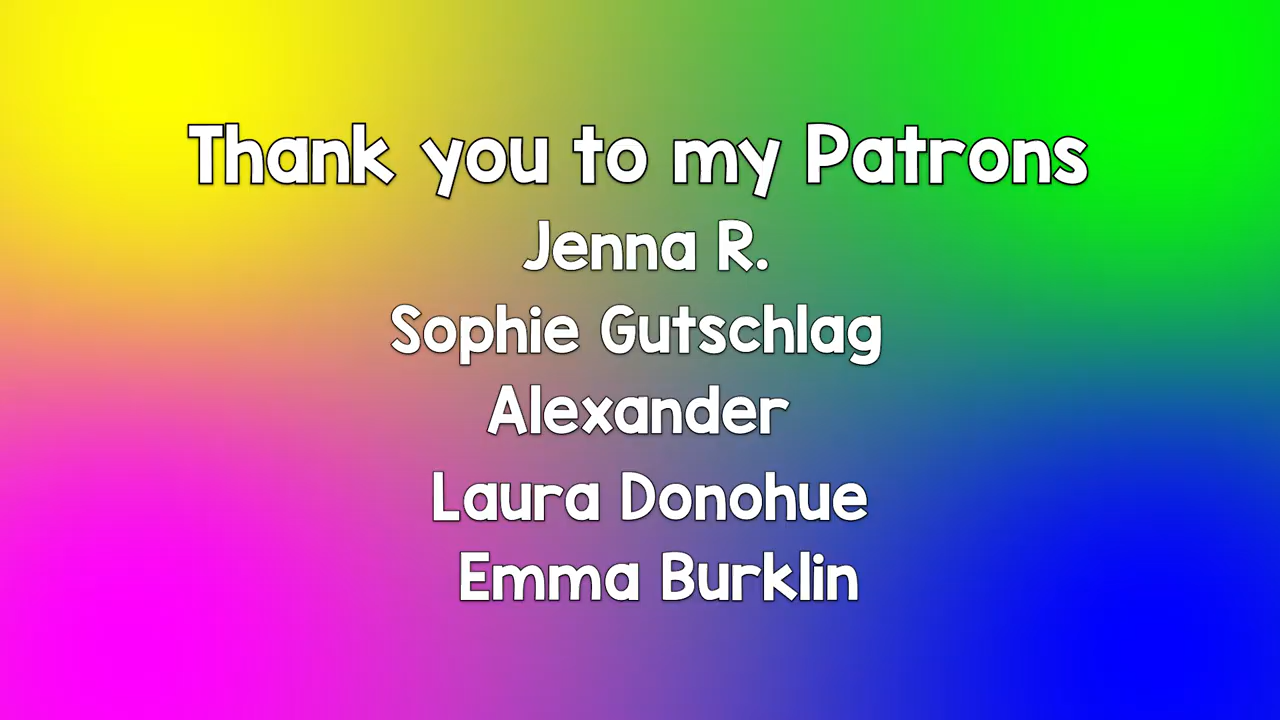 Thank you to my Patrons
Jenna R.
Sophie Gutschlag
Alexander
Laura Donohue
Emma Burklin